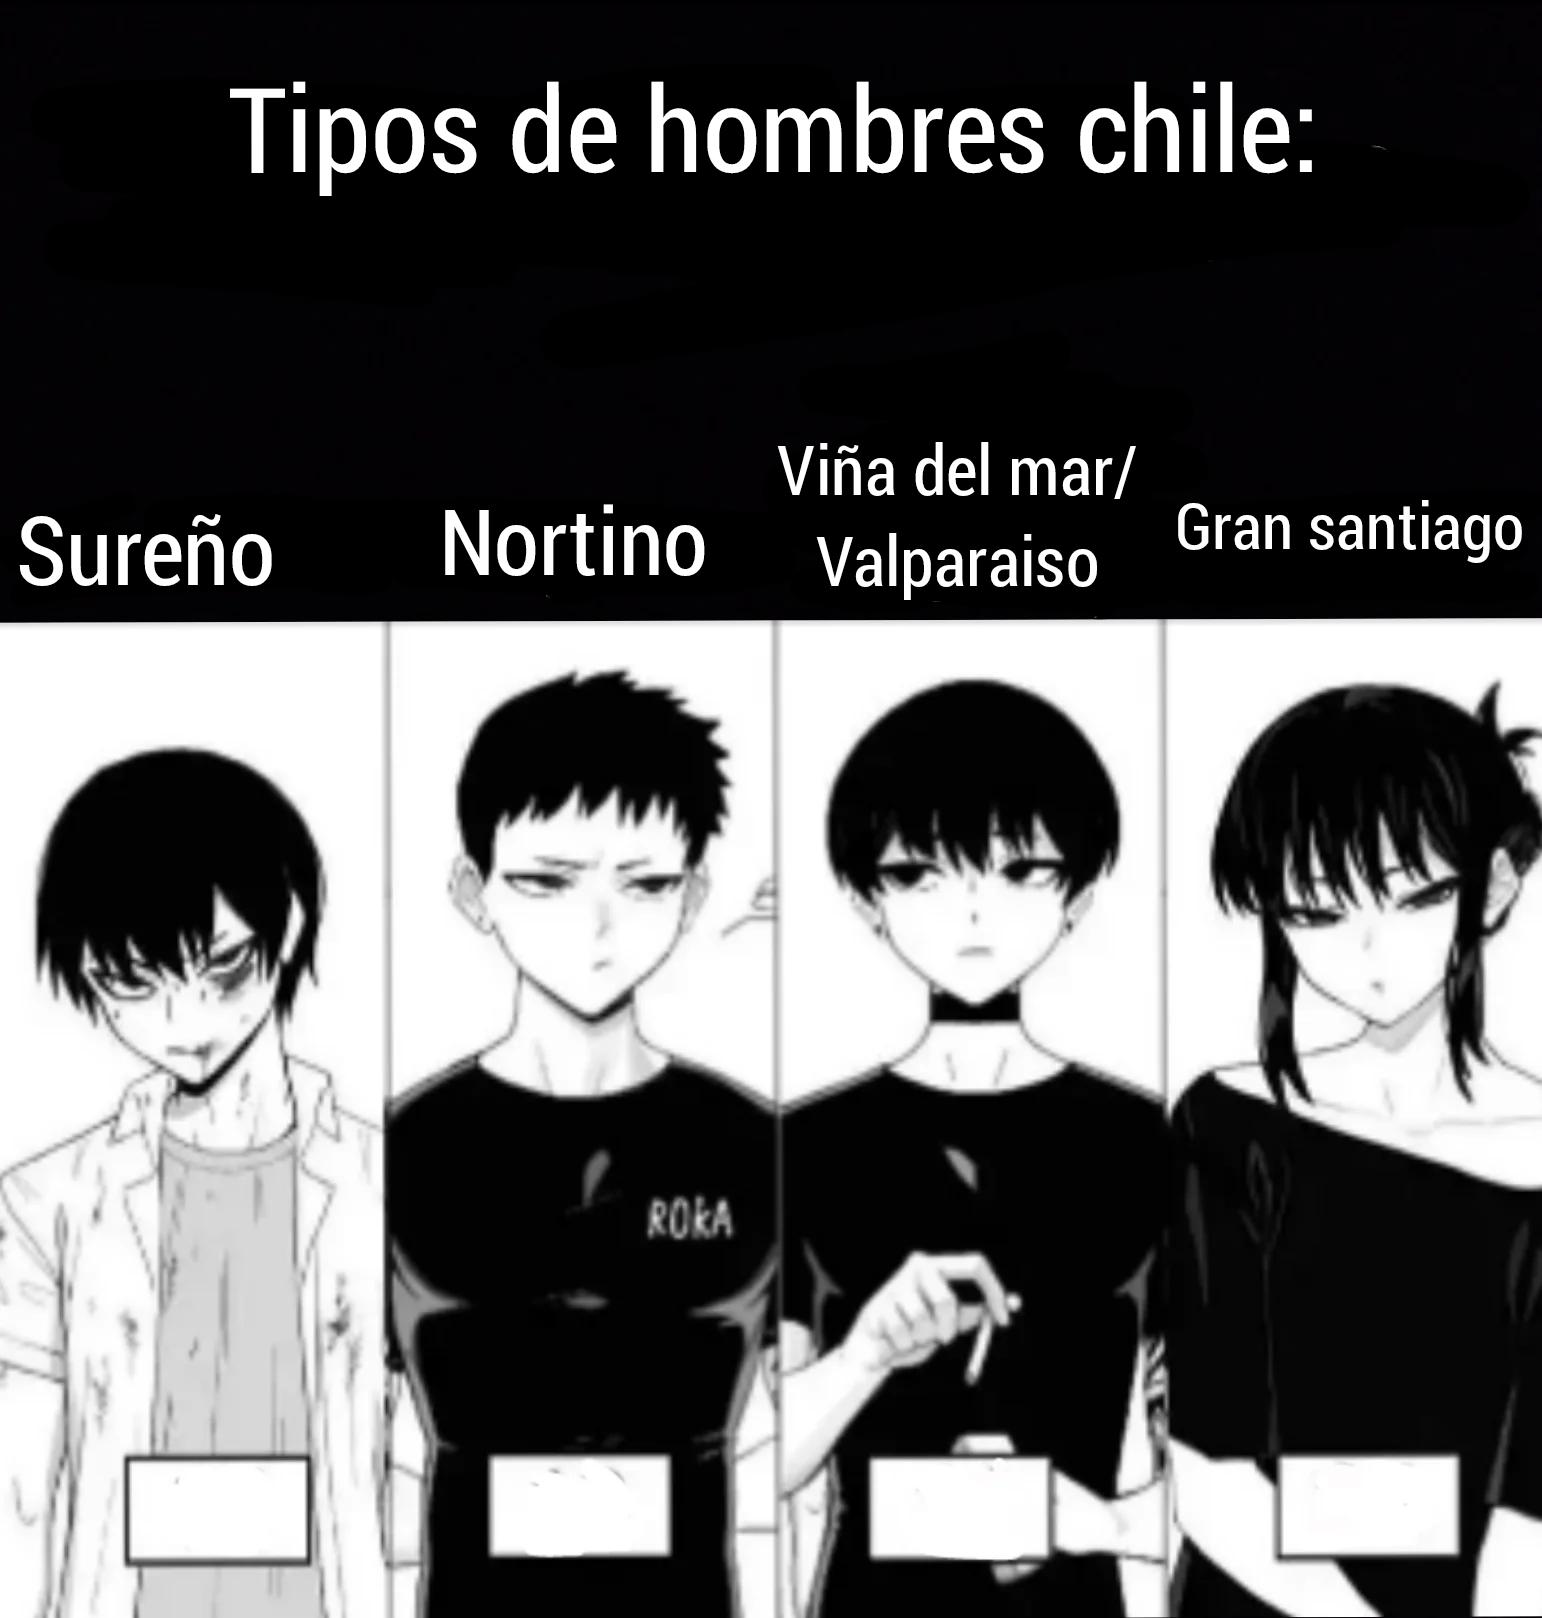 Tipos de hombres chile:
Sureño
Nortino
Viña del mar/
Valparaiso
Gran santiago
ROkA